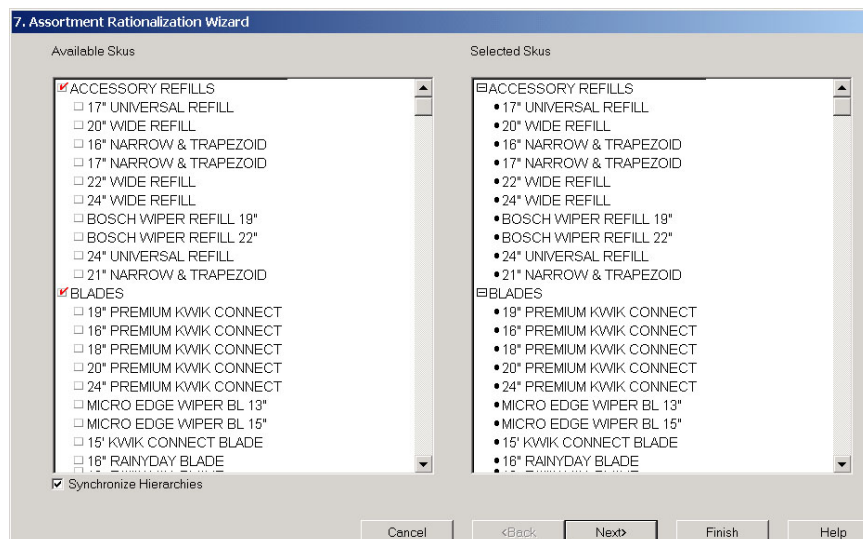 7. Assortment Rationalization Wizard
Available Skus
ACCESSORY REFILLS
17" UNIVERSAL REFILL
20" WIDE REFILL
16" NARROW & TRAPEZOID
17" NARROW & TRAPEZOID
22" WIDE REFILL
24" WIDE REFILL
BOSCH WIPER REFILL 19"
BOSCH WIPER REFILL 22"
24" UNIVERSAL REFILL
21" NARROW & TRAPEZOID
BLADES
19" PREMIUM KWIK CONNECT
16" PREMIUM KWIK CONNECT
18" PREMIUM KWIK CONNECT
20" PREMIUM KWIK CONNECT
24" PREMIUM KWIK CONNECT
MICRO EDGE WIPER BL 13"
MICRO EDGE WIPER BL 15"
15' KWIK CONNECT BLADE
16" RAINYDAY BLADE
Synchronize Hierarchies
Selected Skus
ACCESSORY REFILLS
17" UNIVERSAL REFILL
20" WIDE REFILL
16" NARROW & TRAPEZOID
17" NARROW & TRAPEZOID
22" WIDE REFILL
24" WIDE REFILL
BOSCH WIPER REFILL 19"
BOSCH WIPER REFILL 22"
24" UNIVERSAL REFILL
21" NARROW & TRAPEZOID
BLADES
19" PREMIUM KWIK CONNECT
16" PREMIUM KWIK CONNECT
18" PREMIUM KWIK CONNECT
20" PREMIUM KWIK CONNECT
24" PREMIUM KWIK CONNECT
MICRO EDGE WIPER BL 13"
MICRO EDGE WIPER BL 15"
15' KWIK CONNECT BLADE
16" RAINYDAY BLADE
Cancel <Back Next> Finish Help